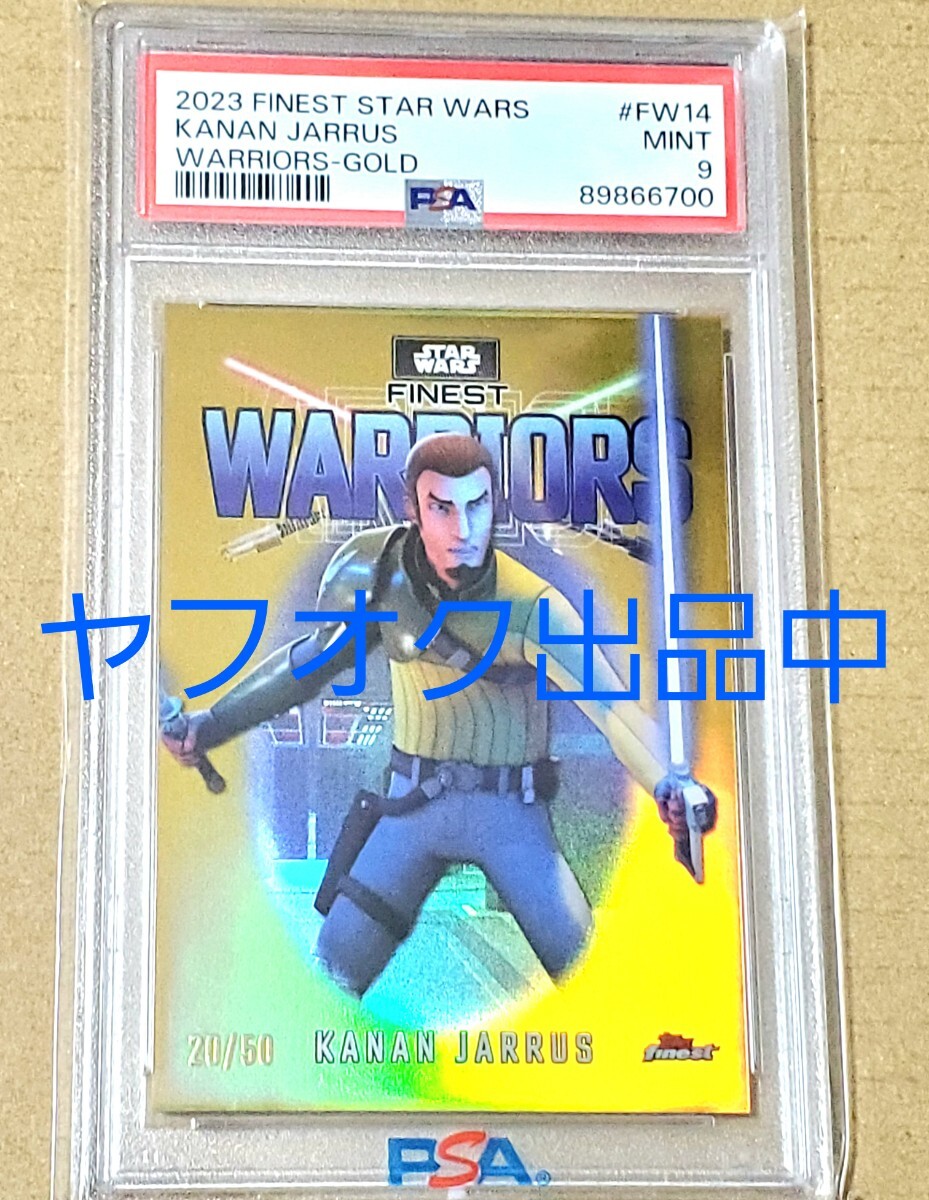 2023 FINEST STAR WARS #FW14
KANAN JARRUS MINT
WARRIORS-GOLD 9
PSA 89866700
STAR
WARS
FINEST
WARRIORS
ヤフオク出品中
20/50 KANAN JARRUS Topps finest
PSA